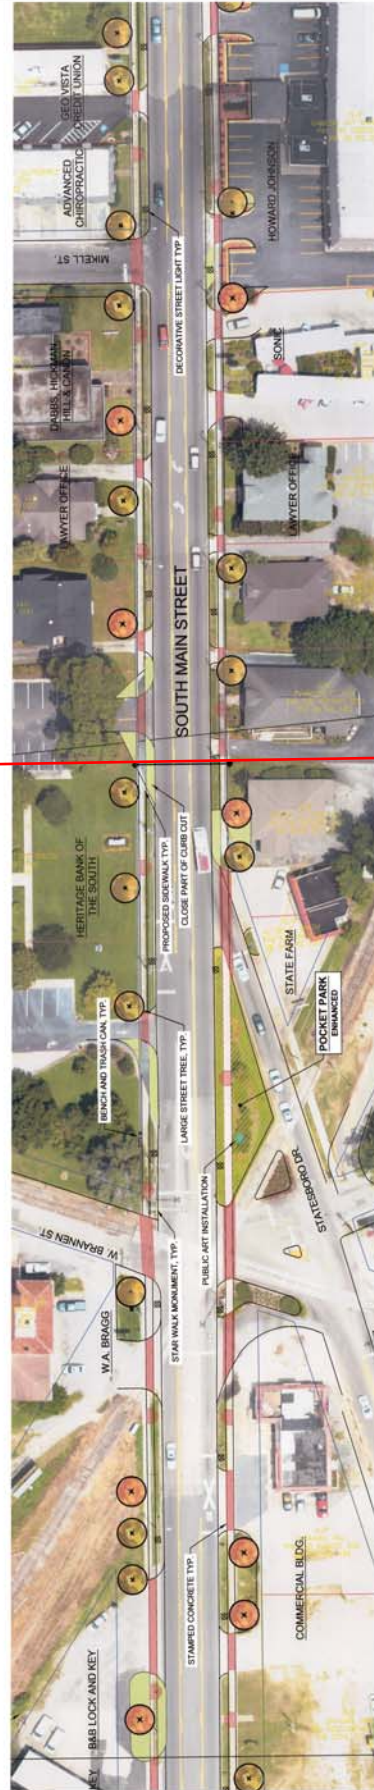 GEO VISTA
CREDIT UNION
ADVANCED
CHIROPRACTIC
HOWARD JOHNSON
MIKELL ST.
DECORATIVE STREET LIGHT TYP.
DABBS, HICKMAN,
HILL & CANON
SONIC
LAWYER OFFICE
LAWYER OFFICE
SOUTH MAIN STREET
HERITAGE BANK OF
THE SOUTH
PROPOSED SIDEWALK TYP.
CLOSE PART OF CURB CUT
STATE FARM
POCKET PARK
ENHANCED
BENCH AND TRASH CAN, TYP.
LARGE STREET TREE, TYP.
PUBLIC ART INSTALLATION
STATESBORO DR.
W. BRANNEN ST.
STAR WALK MONUMENT, TYP.
W.A. BRAGG
STAMPED CONCRETE TYP.
COMMERCIAL BLDG.
B&B LOCK AND KEY
KEY